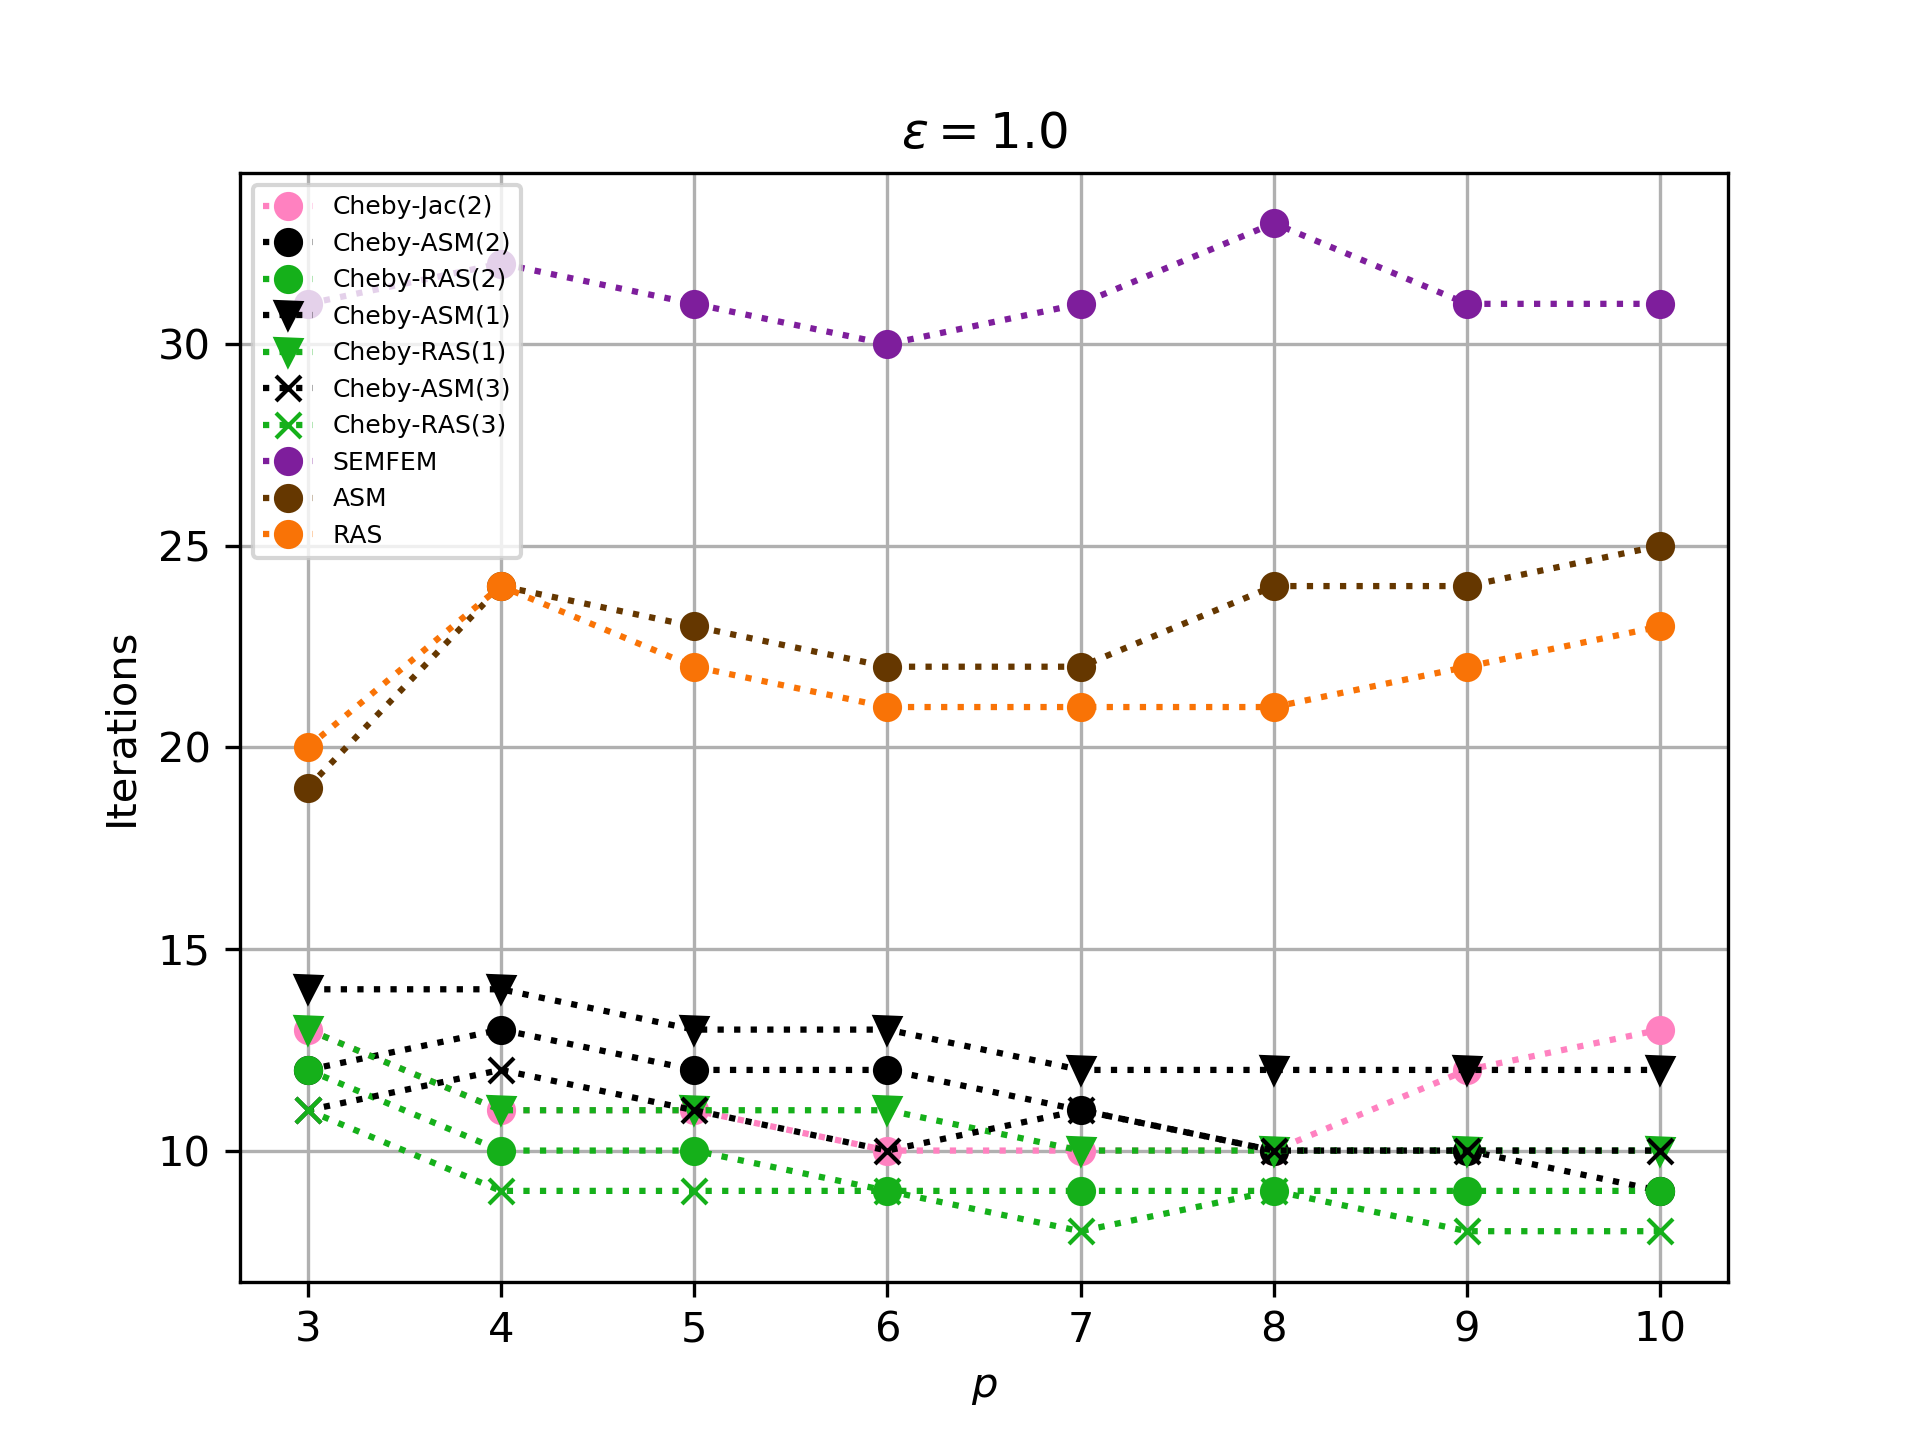 ε = 1.0
Cheby-Jac(2)
Cheby-ASM(2)
Cheby-RAS(2)
Cheby-ASM(1)
Cheby-RAS(1)
Cheby-ASM(3)
Cheby-RAS(3)
SEMFEM
ASM
RAS
Iterations
30
25
20
15
10
3 4 5 6 7 8 9 10
p